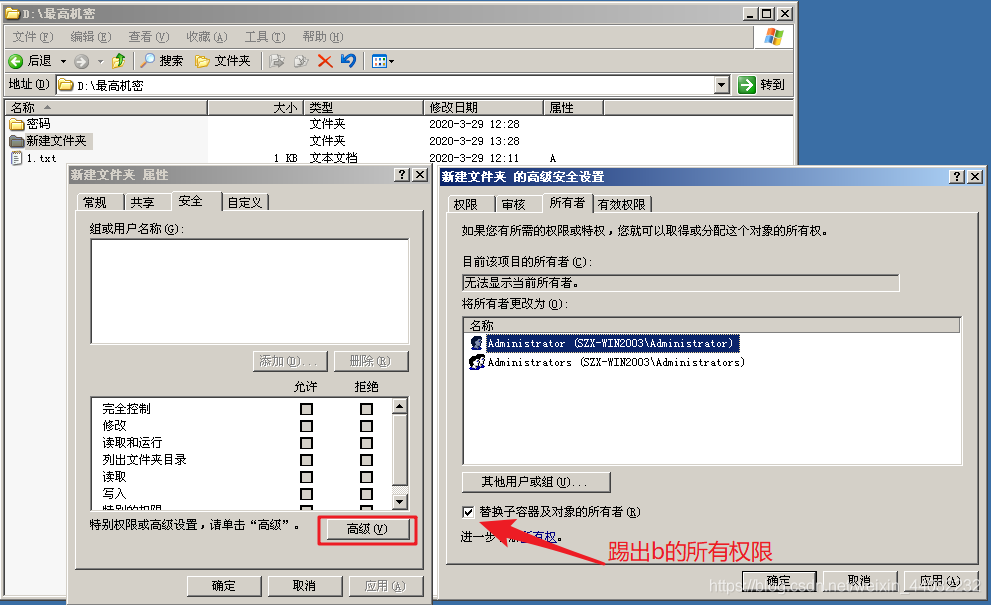 D:\最高机密
文件(F) 编辑(E) 查看(V) 收藏(A) 工具(T) 帮助(H)
后退 搜索 文件夹
地址(D) D:\最高机密 转到
名称 大小 类型 修改日期 属性
密码 文件夹 2020-3-29 12:28
新建文件夹 文件夹 2020-3-29 13:28
1.txt 1 KB 文本文档 2020-3-29 12:11 A
新建文件夹 属性
常规 共享 安全 自定义
组或用户名称(G):
添加(D)... 删除(R)
允许 拒绝
完全控制
修改
读取和运行
列出文件夹目录
读取
写入
特别的权限
特别权限或高级设置，请单击“高级”。
高级(V)
确定 取消 应用(A)
新建文件夹 的高级安全设置
权限 审核 所有者 有效权限
如果您有所需的权限或特权，您就可以取得或分配这个对象的所有权。
目前该项目的所有者(C):
无法显示当前所有者。
将所有者更改为(O):
名称
Administrator (SZX-WIN2003\Administrator)
Administrators (SZX-WIN2003\Administrators)
其他用户或组(U)...
替换子容器及对象的所有者(R)
进一步 所有权。
踢出b的所有权限
确定 取消 应用(A)